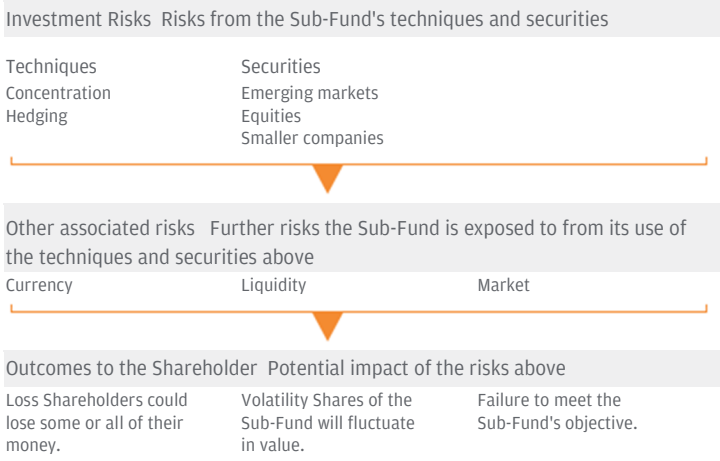 Investment Risks Risks from the Sub-Fund's techniques and securities
Techniques
Concentration
Hedging
Securities
Emerging markets
Equities
Smaller companies
Other associated risks Further risks the Sub-Fund is exposed to from its use of
the techniques and securities above
Currency
Liquidity
Market
Outcomes to the Shareholder Potential impact of the risks above
Loss Shareholders could
lose some or all of their
money.
Volatility Shares of the
Sub-Fund will fluctuate
in value.
Failure to meet the
Sub-Fund's objective.